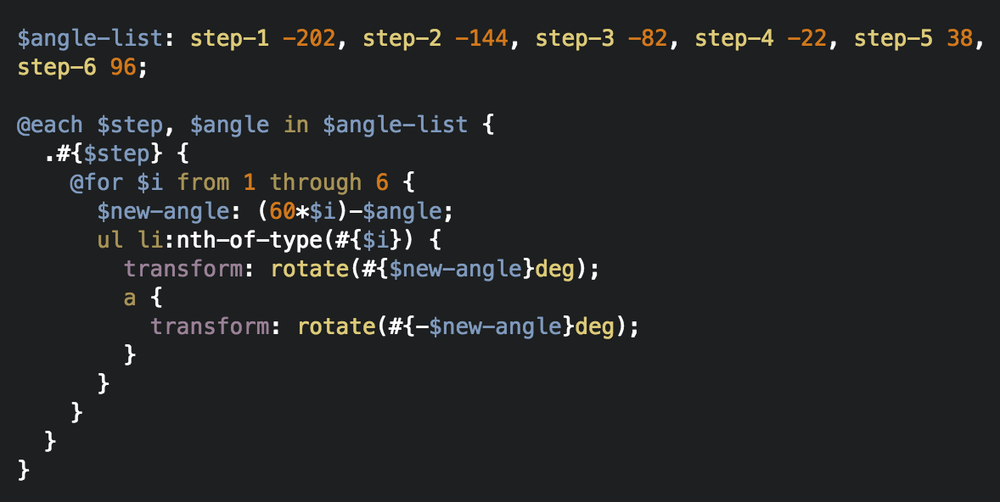 $angle-list: step-1 -202, step-2 -144, step-3 -82, step-4 -22, step-5 38,
step-6 96;

@each $step, $angle in $angle-list {
  .#{$step} {
    @for $i from 1 through 6 {
      $new-angle: (60*$i)-$angle;
      ul li:nth-of-type(#{$i}) {
        transform: rotate(#{$new-angle}deg);
        a {
          transform: rotate(#{-$new-angle}deg);
        }
      }
    }
  }
}